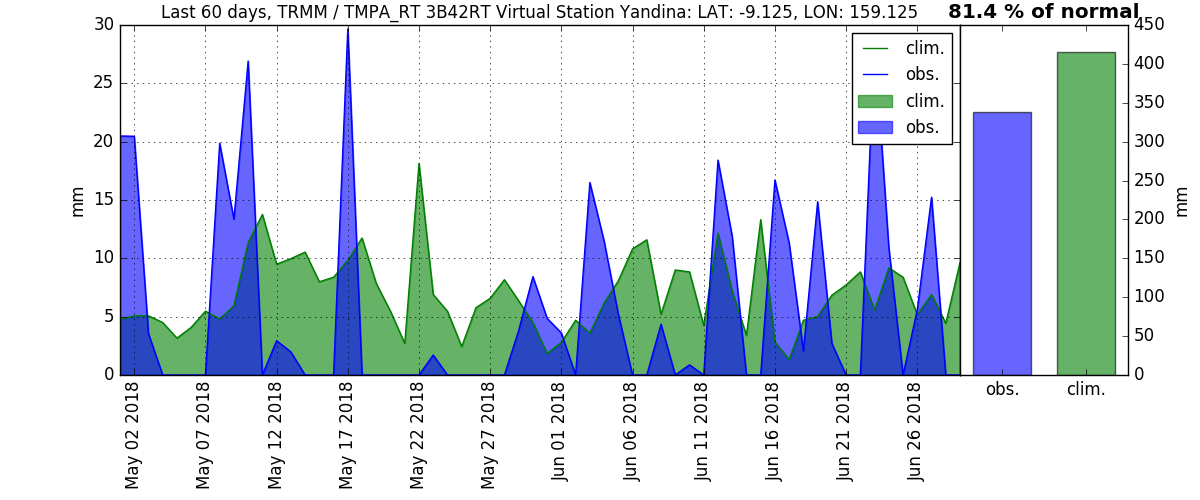 Last 60 days, TRMM / TMPA_RT 3B42RT Virtual Station Yandina: LAT: -9.125, LON: 159.125
81.4 % of normal
mm
30
25
20
15
10
5
0
clim.
obs.
clim.
obs.
450
400
350
300
250
200
150
100
50
0
mm
May 02 2018
May 07 2018
May 12 2018
May 17 2018
May 22 2018
May 27 2018
Jun 01 2018
Jun 06 2018
Jun 11 2018
Jun 16 2018
Jun 21 2018
Jun 26 2018
obs.
clim.